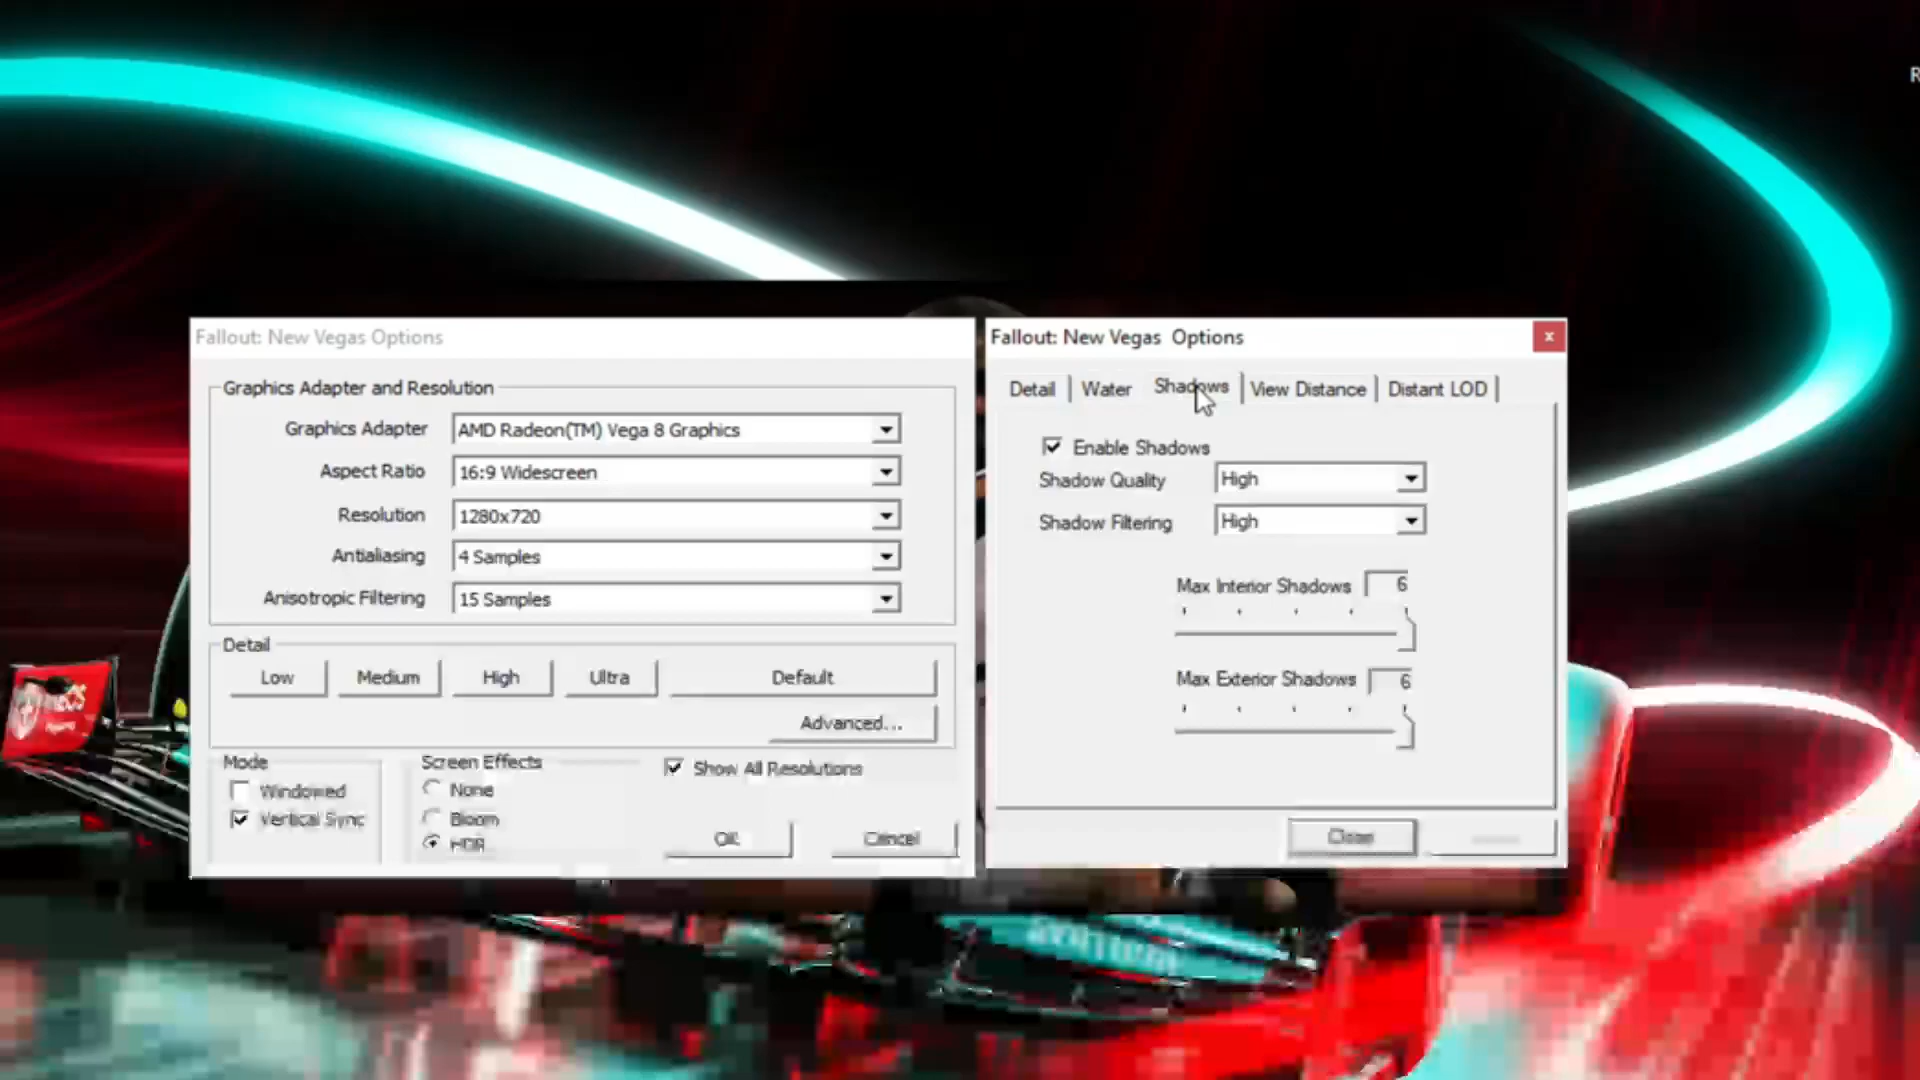 R
Fallout: New Vegas Options
Graphics Adapter and Resolution
Graphics Adapter
AMD Radeon(TM) Vega 8 Graphics
Aspect Ratio
16:9 Widescreen
Resolution
1280x720
Antialiasing
4 Samples
Anisotropic Filtering
15 Samples
Detail
Low
Medium
High
Ultra
Default
Advanced...
Mode
Windowed
Vertical Sync
Screen Effects
None
Bloom
HDR
Show All Resolutions
OK
Cancel
Fallout: New Vegas Options
Detail
Water
Shadows
View Distance
Distant LOD
Enable Shadows
Shadow Quality
High
Shadow Filtering
High
Max Interior Shadows
6
Max Exterior Shadows
6
Close